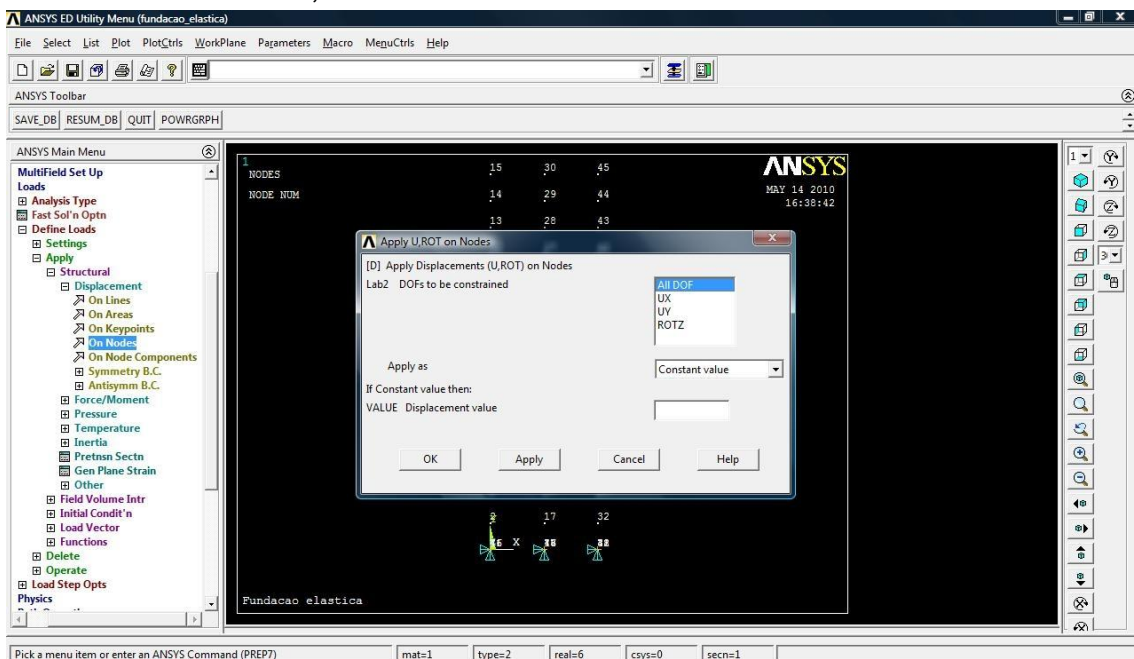 ANSYS ED Utility Menu (fundacao_elastica)
File Select List Plot PlotCtrls WorkPlane Parameters Macro MenuCtrls Help
ANSYS Toolbar
SAVE_DB RESUM_DB QUIT POWRGRPH
ANSYS Main Menu
MultiField Set Up
Loads
Analysis Type
Fast Sol'n Optn
Define Loads
Settings
Apply
Structural
Displacement
On Lines
On Areas
On Keypoints
On Nodes
On Node Components
Symmetry B.C.
Antisymm B.C.
Force/Moment
Pressure
Temperature
Inertia
Pretnsn Sectn
Gen Plane Strain
Other
Field Volume Intr
Initial Condit'n
Load Vector
Functions
Delete
Operate
Load Step Opts
Physics
1
NODES
NODE NUM
ANSYS
MAY 14 2010
16:38:42
15 30 45
14 29 44
13 28 43
Apply U,ROT on Nodes
[D] Apply Displacements (U,ROT) on Nodes
Lab2 DOFs to be constrained
All DOF
UX
UY
ROTZ
Apply as Constant value
If Constant value then:
VALUE Displacement value
OK Apply Cancel Help
17 32
X
Fundacao elastica
1
Pick a menu item or enter an ANSYS Command (PREP7) mat=1 type=2 real=6 csys=0 secn=1